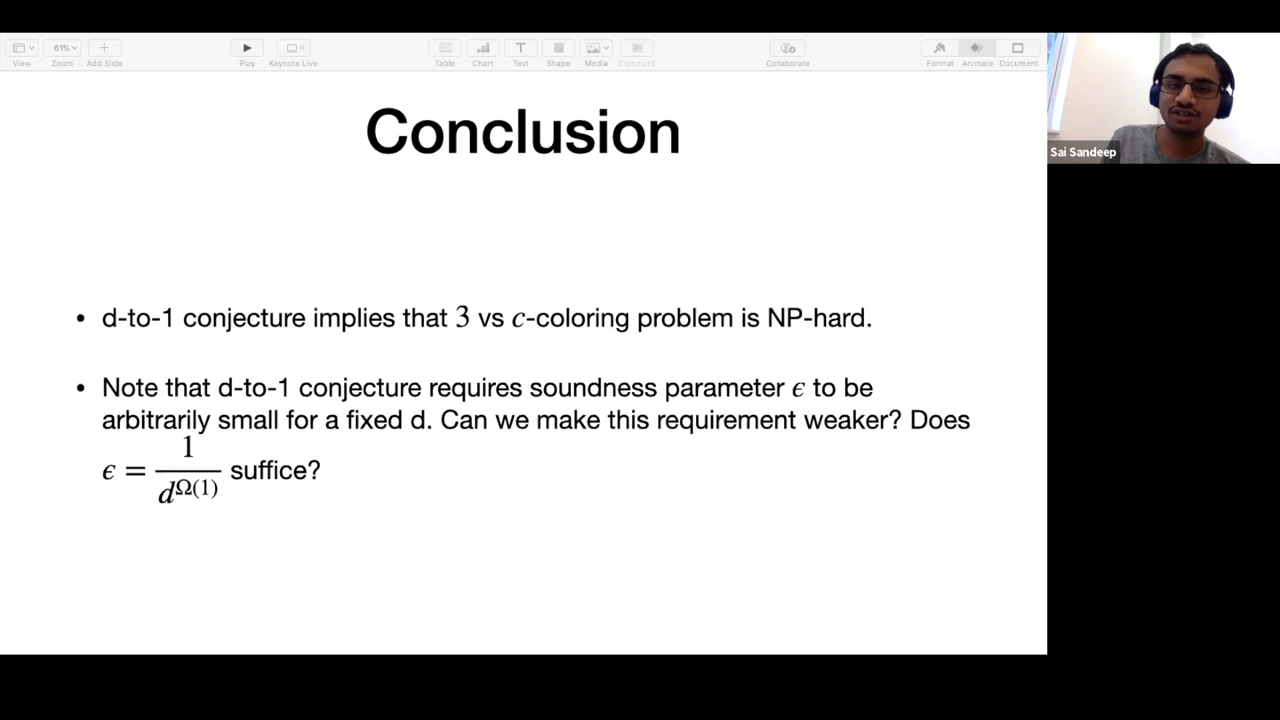 61%
View
Zoom
Add Slide
Play
Keynote Live
Table
Chart
Text
Shape
Media
Comment
Collaborate
Format
Animate
Document
Sai Sandeep
Conclusion
• d-to-1 conjecture implies that 3 vs c-coloring problem is NP-hard.
• Note that d-to-1 conjecture requires soundness parameter ϵ to be
arbitrarily small for a fixed d. Can we make this requirement weaker? Does
ϵ = 1/d^Ω(1) suffice?